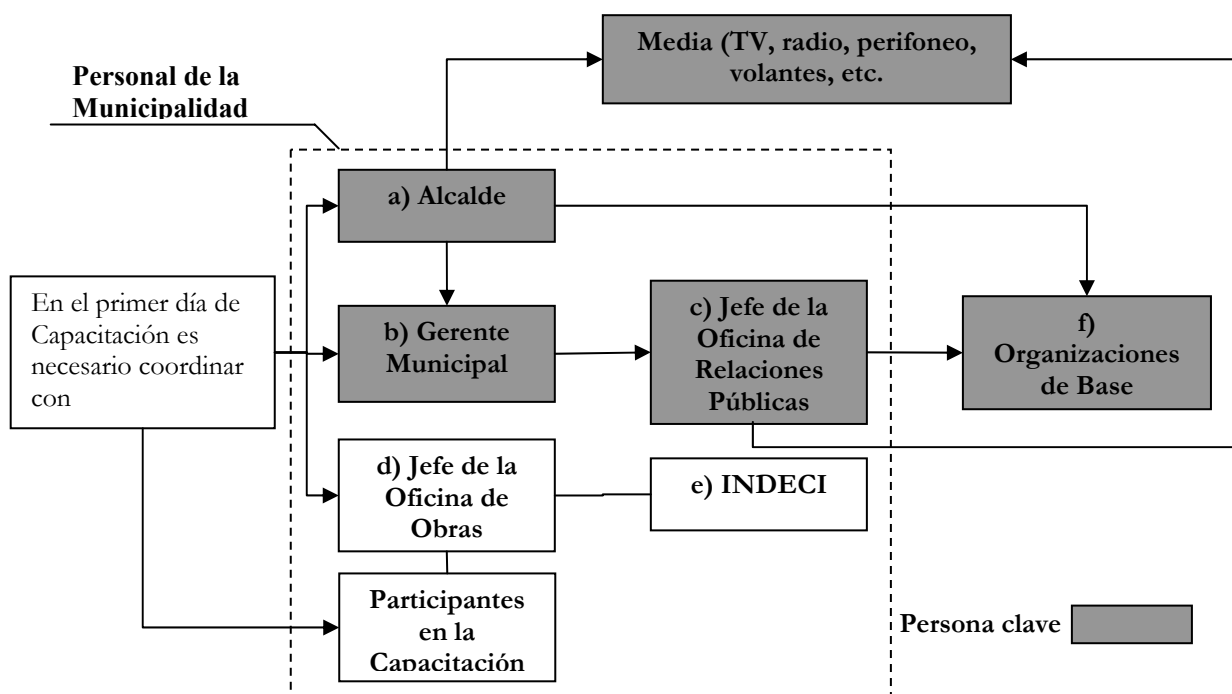 Media (TV, radio, perifoneo,
volantes, etc.
Personal de la
Municipalidad
a) Alcalde
En el primer día de
Capacitación es
necesario coordinar
con
b) Gerente
Municipal
c) Jefe de la
Oficina de
Relaciones
Públicas
f)
Organizaciones
de Base
d) Jefe de la
Oficina de
Obras
e) INDECI
Participantes
en la
Capacitación
Persona clave